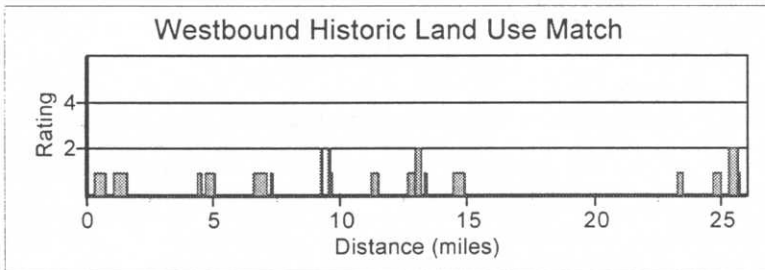 Westbound Historic Land Use Match
Rating
4
2
0 5 10 15 20 25
Distance (miles)